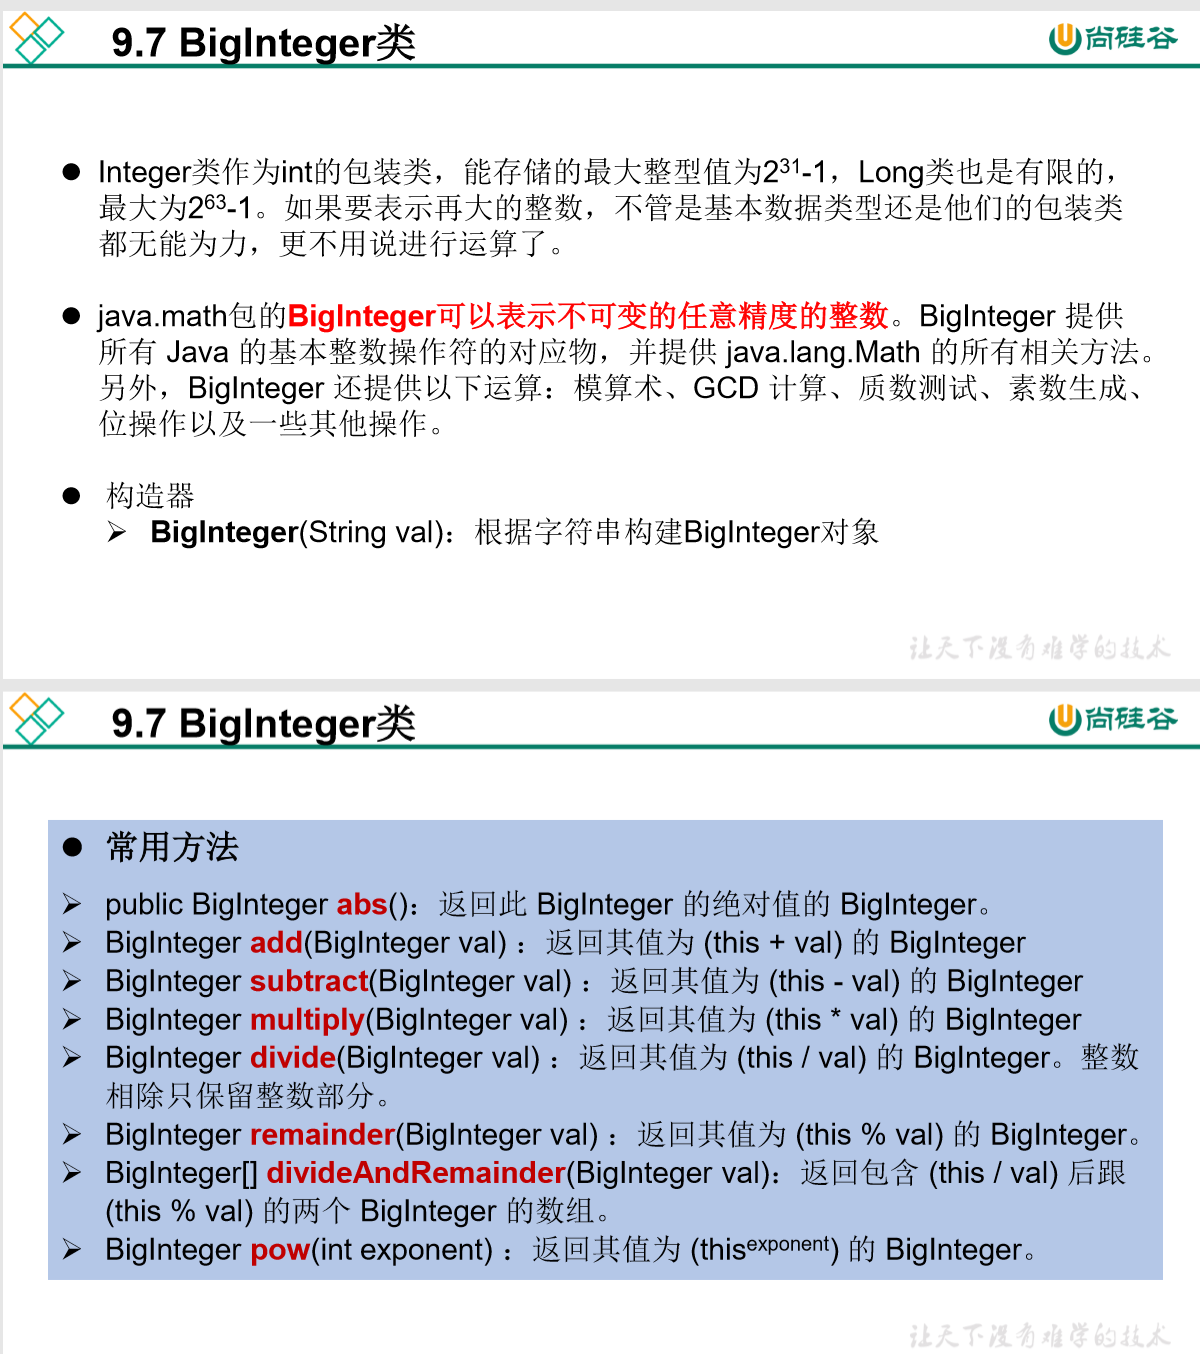 9.7 BigInteger类
尚硅谷
Integer类作为int的包装类，能存储的最大整型值为2³¹-1，Long类也是有限的，
最大为2⁶³-1。如果要表示再大的整数，不管是基本数据类型还是他们的包装类
都无能为力，更不用说进行运算了。
java.math包的BigInteger可以表示不可变的任意精度的整数。BigInteger 提供
所有 Java 的基本整数操作符的对应物，并提供 java.lang.Math 的所有相关方法。
另外，BigInteger 还提供以下运算：模算术、GCD 计算、质数测试、素数生成、
位操作以及一些其他操作。
构造器
BigInteger(String val)：根据字符串构建BigInteger对象
让天下没有难学的技术
9.7 BigInteger类
尚硅谷
常用方法
public BigInteger abs()：返回此 BigInteger 的绝对值的 BigInteger。
BigInteger add(BigInteger val) ：返回其值为 (this + val) 的 BigInteger
BigInteger subtract(BigInteger val) ：返回其值为 (this - val) 的 BigInteger
BigInteger multiply(BigInteger val) ：返回其值为 (this * val) 的 BigInteger
BigInteger divide(BigInteger val) ：返回其值为 (this / val) 的 BigInteger。整数
相除只保留整数部分。
BigInteger remainder(BigInteger val) ：返回其值为 (this % val) 的 BigInteger。
BigInteger[] divideAndRemainder(BigInteger val)：返回包含 (this / val) 后跟
(this % val) 的两个 BigInteger 的数组。
BigInteger pow(int exponent) ：返回其值为 (this^exponent) 的 BigInteger。
让天下没有难学的技术